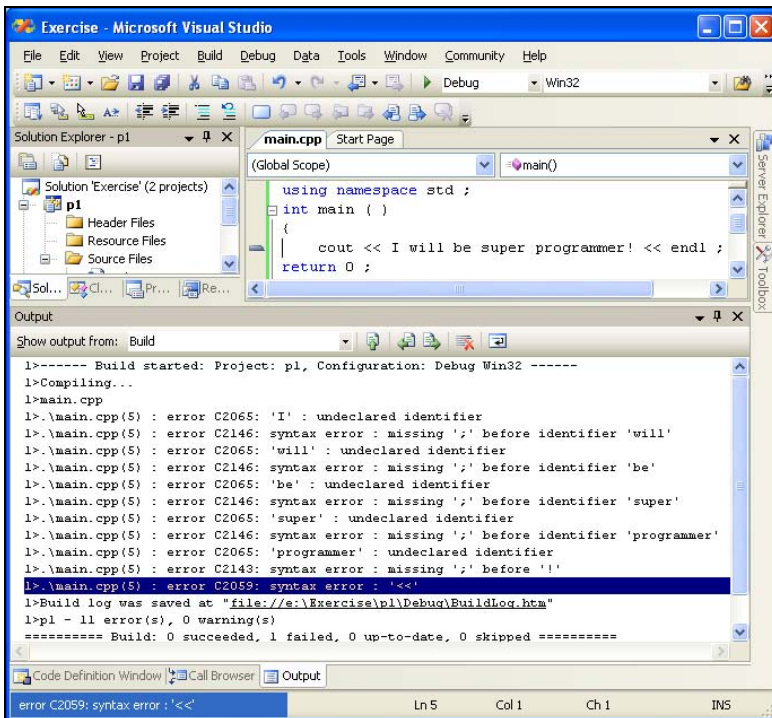 Exercise - Microsoft Visual Studio
File Edit View Project Build Debug Data Tools Window Community Help
Debug Win32
Solution Explorer - p1
main.cpp Start Page
(Global Scope) main()
Solution 'Exercise' (2 projects)
p1
Header Files
Resource Files
Source Files
using namespace std ;
int main ( )
{
cout << I will be super programmer! << endl ;
return 0 ;
Sol... Cl... Pr... Re...
Server Explorer
Toolbox
Output
Show output from: Build
1>------ Build started: Project: p1, Configuration: Debug Win32 ------
1>Compiling...
1>main.cpp
1>.\main.cpp(5) : error C2065: 'I' : undeclared identifier
1>.\main.cpp(5) : error C2146: syntax error : missing ';' before identifier 'will'
1>.\main.cpp(5) : error C2065: 'will' : undeclared identifier
1>.\main.cpp(5) : error C2146: syntax error : missing ';' before identifier 'be'
1>.\main.cpp(5) : error C2065: 'be' : undeclared identifier
1>.\main.cpp(5) : error C2146: syntax error : missing ';' before identifier 'super'
1>.\main.cpp(5) : error C2065: 'super' : undeclared identifier
1>.\main.cpp(5) : error C2146: syntax error : missing ';' before identifier 'programmer'
1>.\main.cpp(5) : error C2065: 'programmer' : undeclared identifier
1>.\main.cpp(5) : error C2143: syntax error : missing ';' before '!'
1>.\main.cpp(5) : error C2059: syntax error : '<<'
1>Build log was saved at "file://e:\Exercise\p1\Debug\BuildLog.htm"
1>p1 - 11 error(s), 0 warning(s)
========== Build: 0 succeeded, 1 failed, 0 up-to-date, 0 skipped ==========
Code Definition Window Call Browser Output
error C2059: syntax error : '<<' Ln 5 Col 1 Ch 1 INS